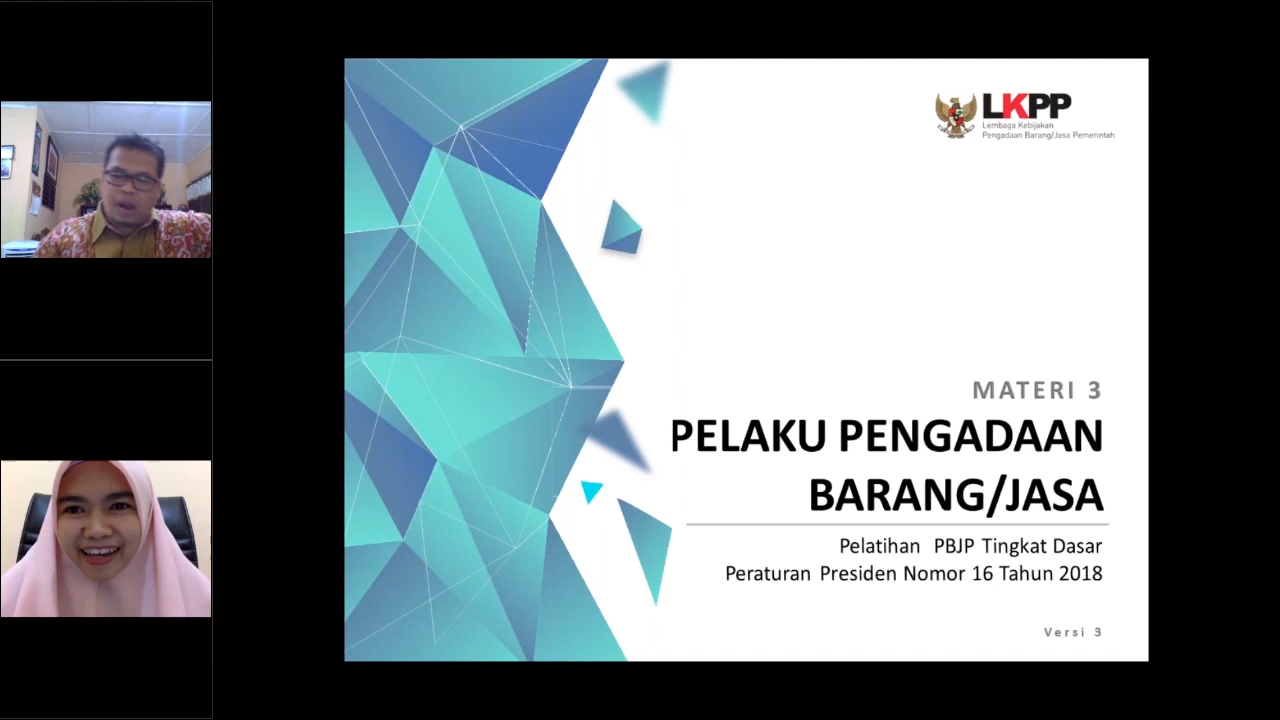 LKPP
Lembaga Kebijakan
Pengadaan Barang/Jasa Pemerintah
MATERI 3
PELAKU PENGADAAN
BARANG/JASA
Pelatihan PBJP Tingkat Dasar
Peraturan Presiden Nomor 16 Tahun 2018
Versi 3